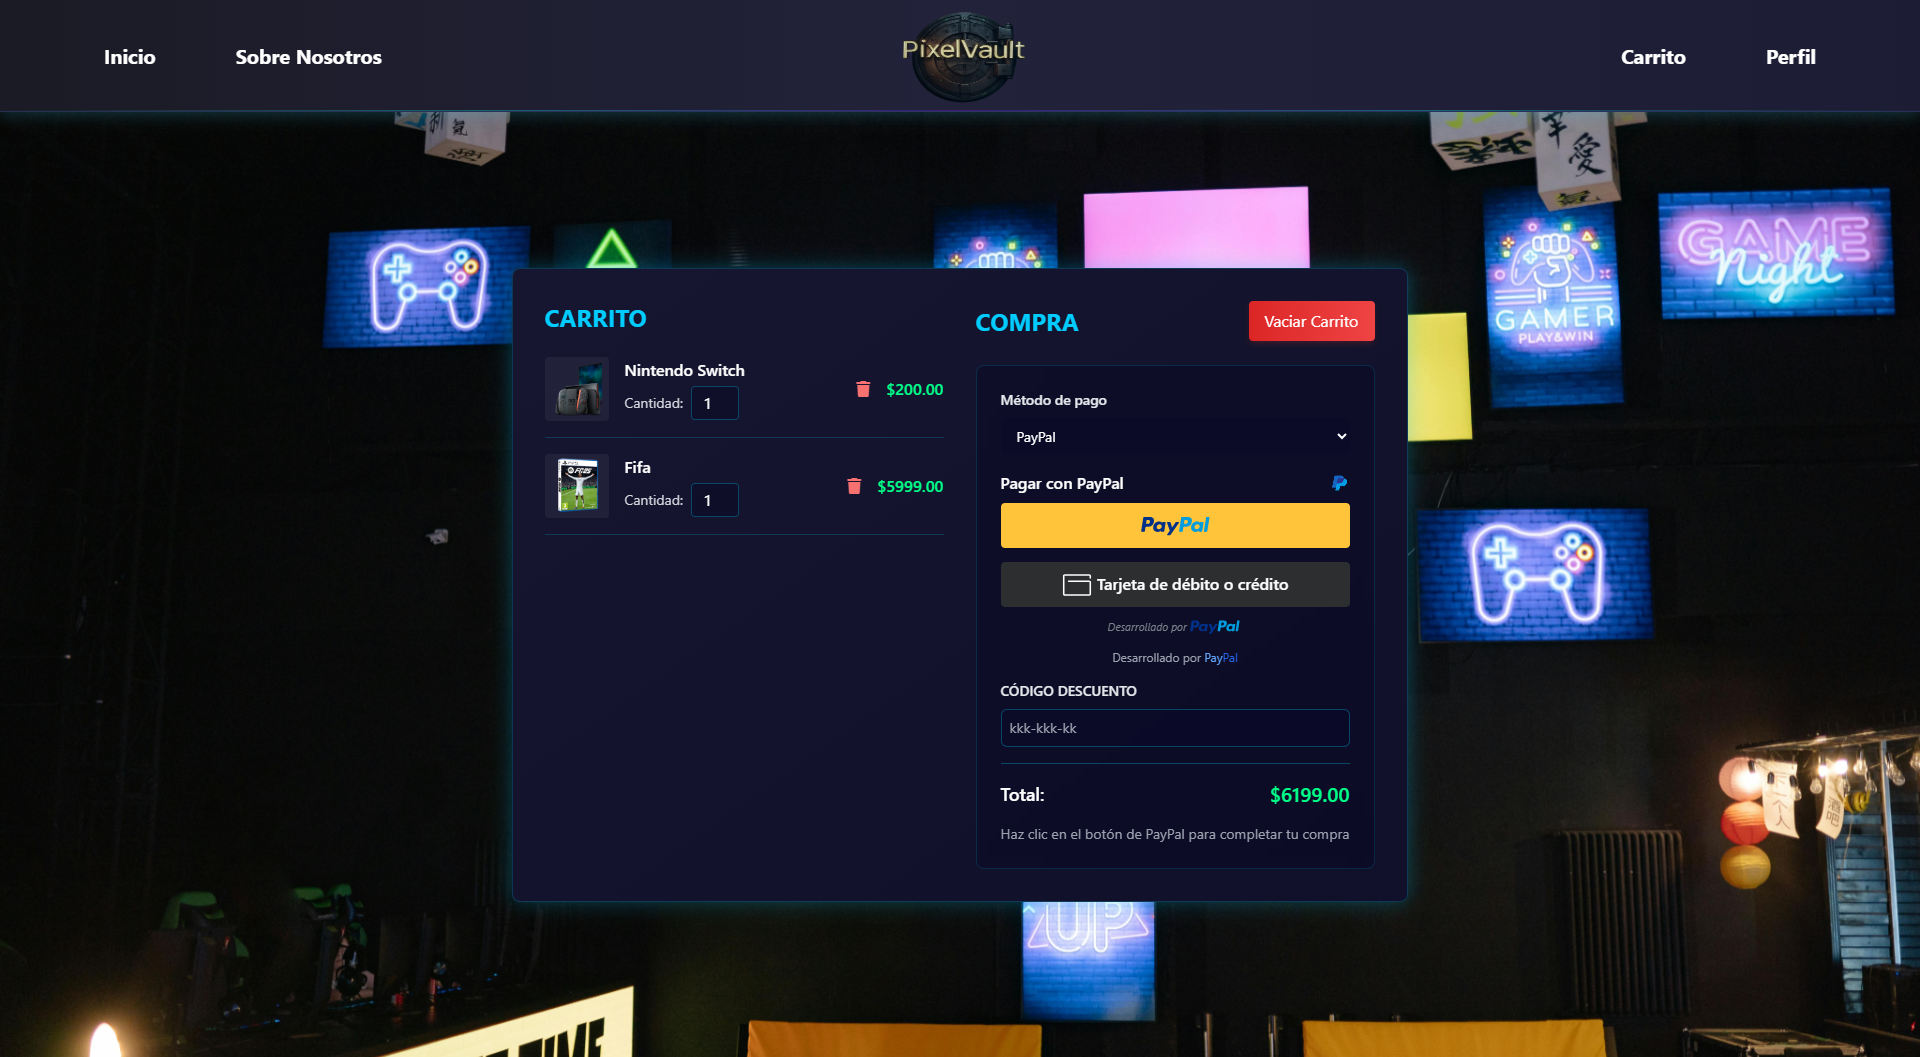 Inicio
Sobre Nosotros
PixelVault
Carrito
Perfil
GAME
Night
GAMER
PLAY&WIN
CARRITO
Nintendo Switch
Cantidad: 1
$200.00
Fifa
Cantidad: 1
$5999.00
COMPRA
Vaciar Carrito
Método de pago
PayPal
Pagar con PayPal
PayPal
Tarjeta de débito o crédito
Desarrollado por PayPal
Desarrollado por PayPal
CÓDIGO DESCUENTO
kkk-kkk-kk
Total:
$6199.00
Haz clic en el botón de PayPal para completar tu compra
UP
TIME